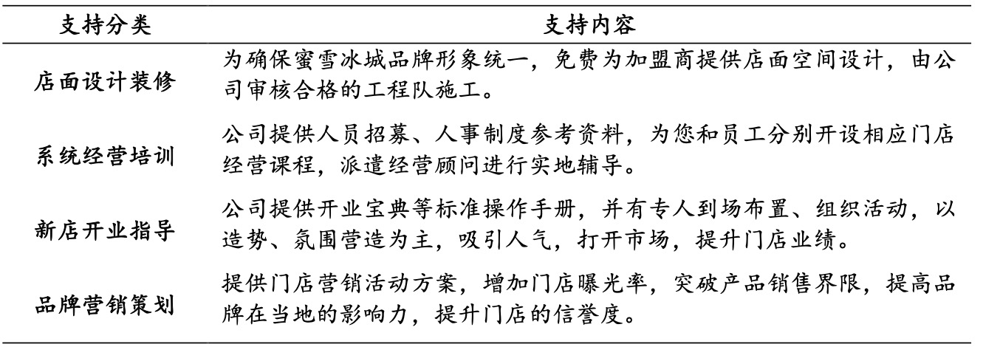 支持分类 支持内容
店面设计装修
为确保蜜雪冰城品牌形象统一，免费为加盟商提供店面空间设计，由公
司审核合格的工程队施工。
系统经营培训
公司提供人员招募、人事制度参考资料，为您和员工分别开设相应门店
经营课程，派遣经营顾问进行实地辅导。
新店开业指导
公司提供开业宝典等标准操作手册，并有专人到场布置、组织活动，以
造势、氛围营造为主，吸引人气，打开市场，提升门店业绩。
品牌营销策划
提供门店营销活动方案，增加门店曝光率，突破产品销售界限，提高品
牌在当地的影响力，提升门店的信誉度。